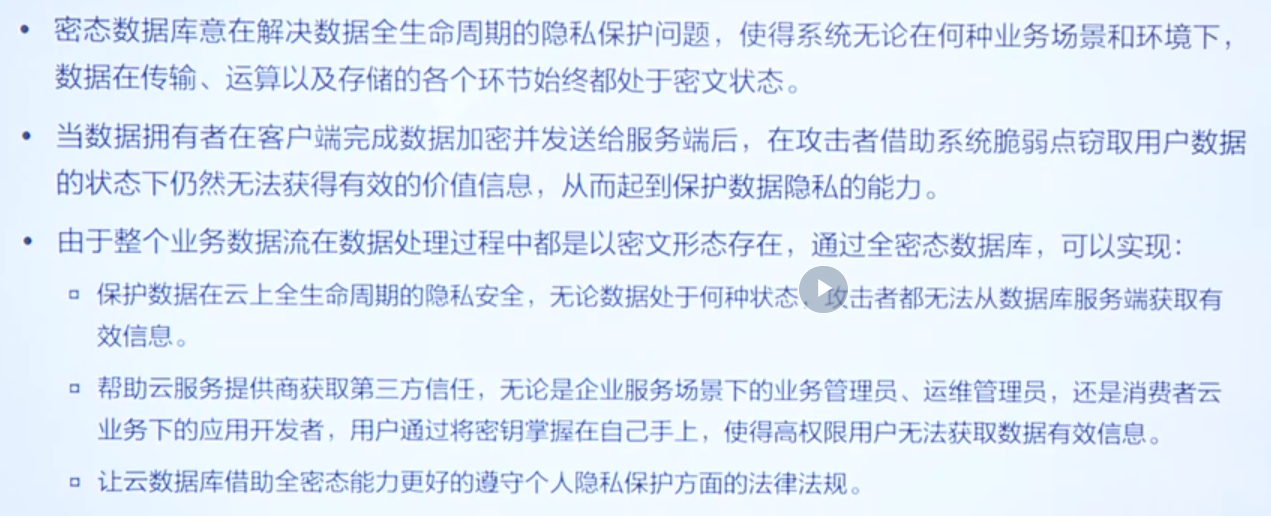 • 密态数据库意在解决数据全生命周期的隐私保护问题，使得系统无论在何种业务场景和环境下，
数据在传输、运算以及存储的各个环节始终都处于密文状态。
• 当数据拥有者在客户端完成数据加密并发送给服务端后，在攻击者借助系统脆弱点窃取用户数据
的状态下仍然无法获得有效的价值信息，从而起到保护数据隐私的能力。
• 由于整个业务数据流在数据处理过程中都是以密文形态存在，通过全密态数据库，可以实现：
▫ 保护数据在云上全生命周期的隐私安全，无论数据处于何种状态，攻击者都无法从数据库服务端获取有
效信息。
▫ 帮助云服务提供商获取第三方信任，无论是企业服务场景下的业务管理员、运维管理员，还是消费者云
业务下的应用开发者，用户通过将密钥掌握在自己手上，使得高权限用户无法获取数据有效信息。
▫ 让云数据库借助全密态能力更好的遵守个人隐私保护方面的法律法规。